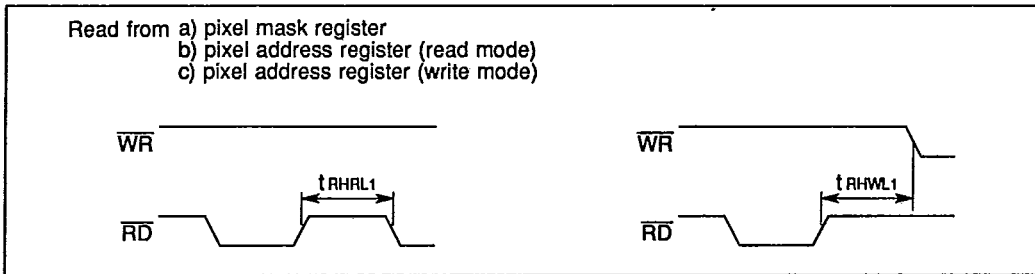 Read from a) pixel mask register
b) pixel address register (read mode)
c) pixel address register (write mode)
WR
tRHRL1
RD
WR
tRHWL1
RD